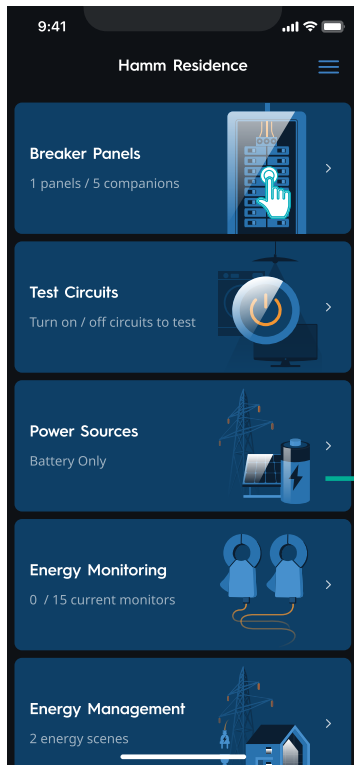 9:41
Hamm Residence
Breaker Panels
1 panels / 5 companions
Test Circuits
Turn on / off circuits to test
Power Sources
Battery Only
Energy Monitoring
0 / 15 current monitors
Energy Management
2 energy scenes